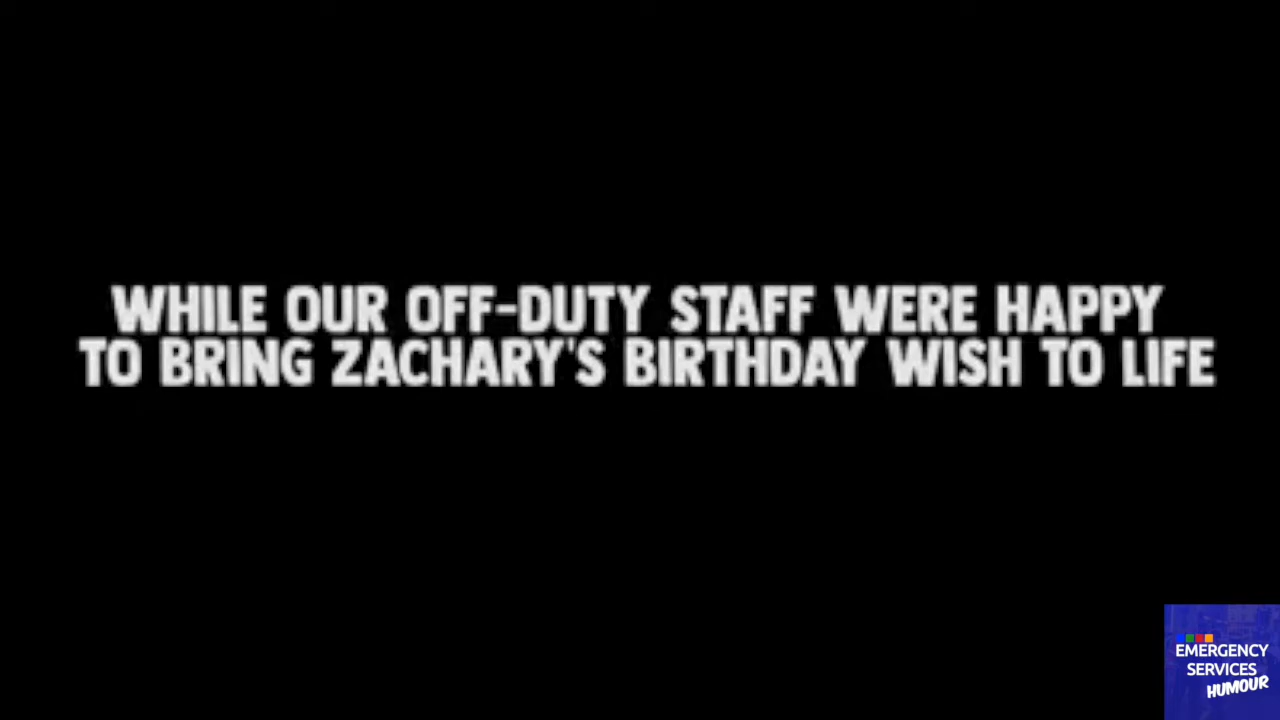 WHILE OUR OFF-DUTY STAFF WERE HAPPY
TO BRING ZACHARY'S BIRTHDAY WISH TO LIFE
EMERGENCY
SERVICES
HUMOUR